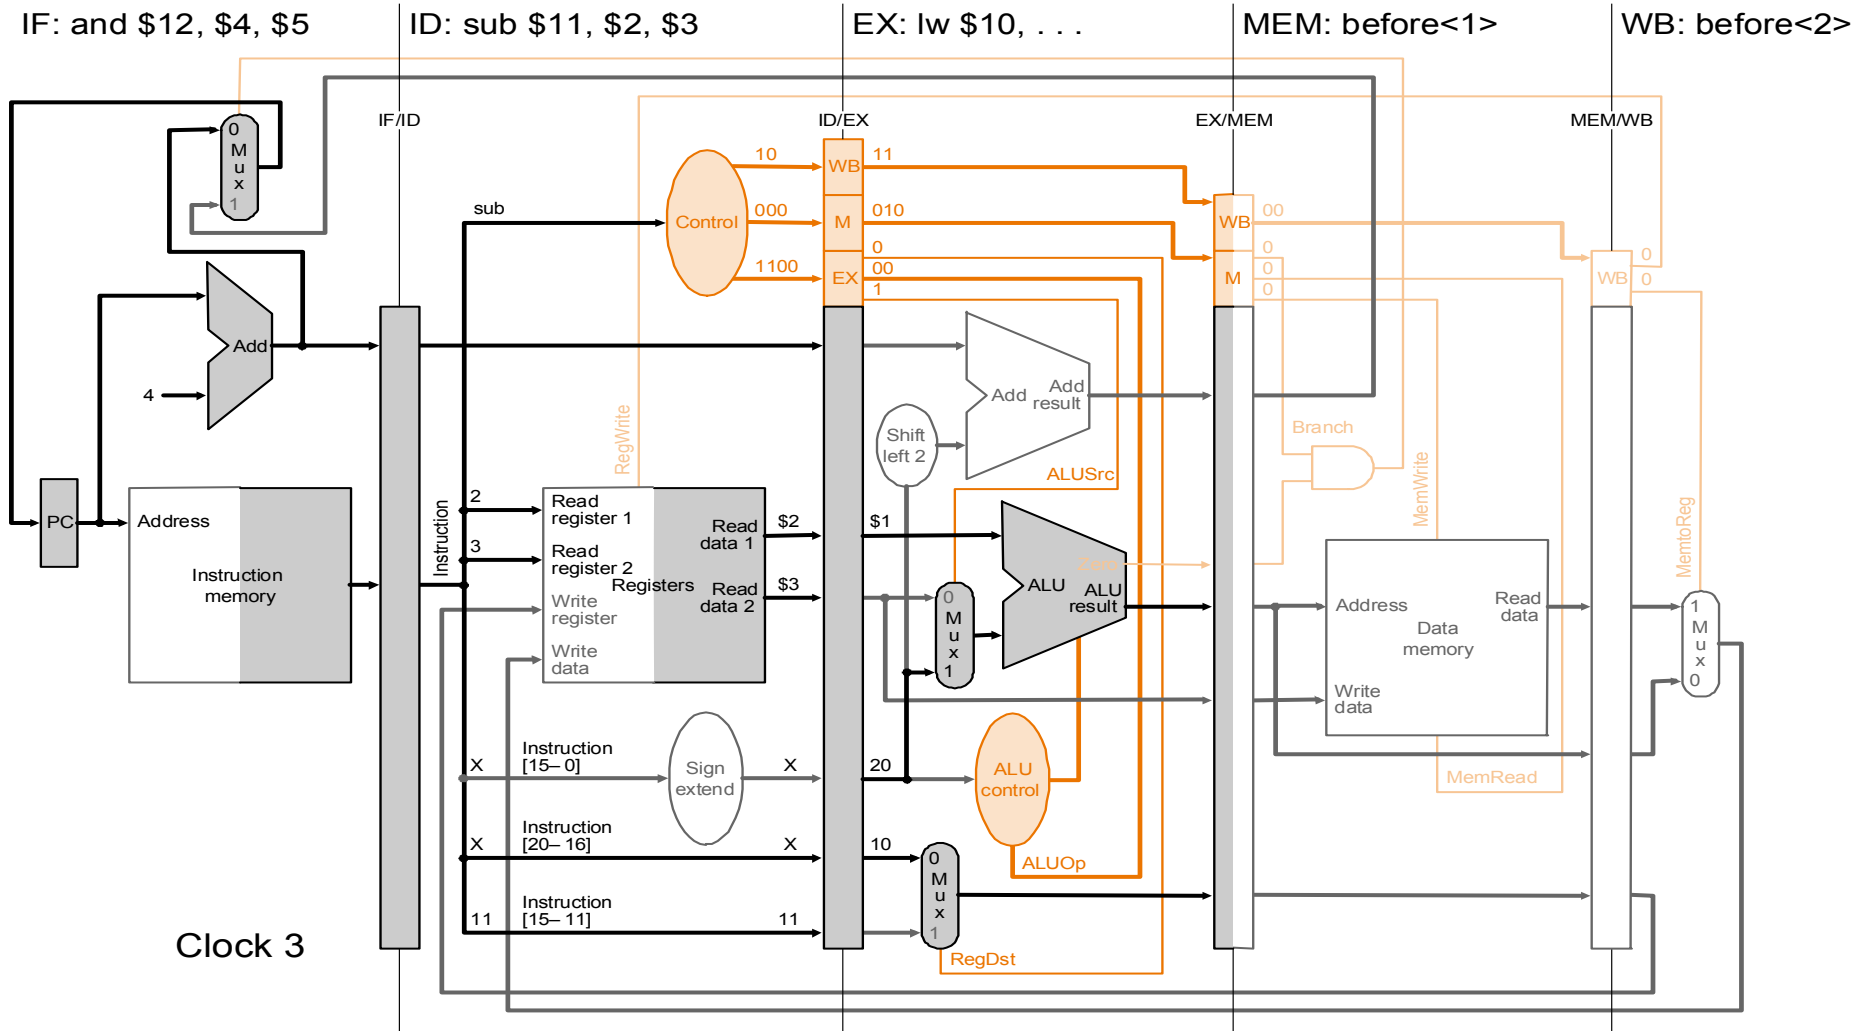 IF: and $12, $4, $5
ID: sub $11, $2, $3
EX: lw $10, . . .
MEM: before<1>
WB: before<2>
IF/ID
ID/EX
EX/MEM
MEM/WB
0
M
u
x
1
10
WB
11
sub
Control
000
M
010
WB
00
0
0
1100
EX
00
1
M
0
0
0
WB
0
0
Add
4
Add
Add
result
Shift
left 2
RegWrite
ALUSrc
Branch
MemWrite
MemtoReg
PC
Address
Instruction
memory
Instruction
2
Read
register 1
3
Read
register 2
Registers
Write
register
Write
data
Read
data 1
$2
Read
data 2
$3
$1
0
M
u
x
1
Zero
ALU
ALU
result
Address
Data
memory
Read
data
Write
data
MemRead
1
M
u
x
0
X
Instruction
[15– 0]
Sign
extend
X
20
ALU
control
X
Instruction
[20– 16]
X
10
ALUOp
11
Instruction
[15– 11]
11
0
M
u
x
1
RegDst
Clock 3